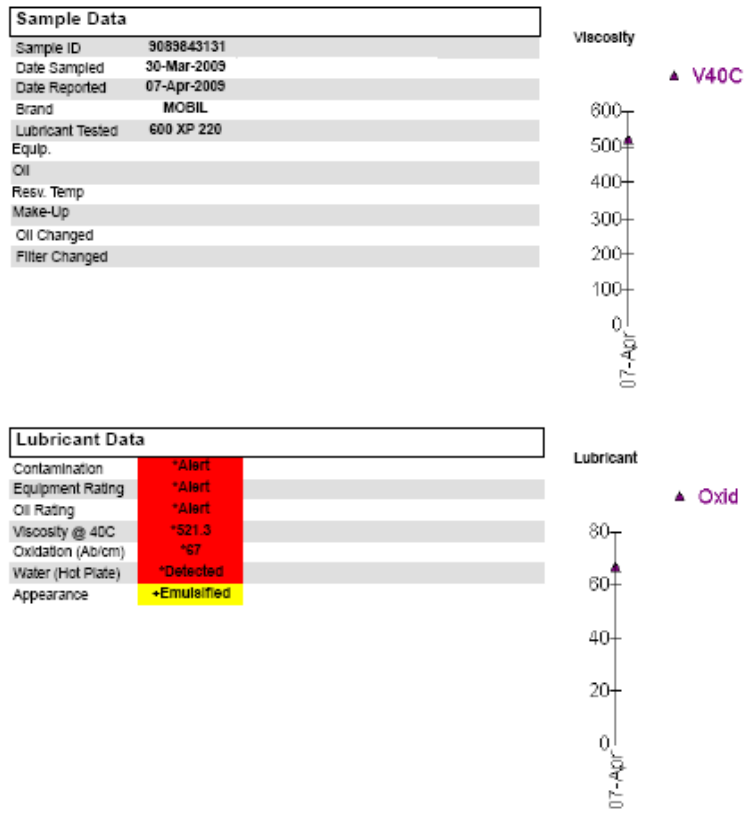 Sample Data
Sample ID 9089843131
Date Sampled 30-Mar-2009
Date Reported 07-Apr-2009
Brand MOBIL
Lubricant Tested 600 XP 220
Equip.
Oil
Resv. Temp
Make-Up
Oil Changed
Filter Changed
Viscosity
▲ V40C
600
500
400
300
200
100
0
07-Apr
Lubricant Data
Contamination *Alert
Equipment Rating *Alert
Oil Rating *Alert
Viscosity @ 40C *521.3
Oxidation (Ab/cm) *67
Water (Hot Plate) *Detected
Appearance +Emulsified
Lubricant
▲ Oxid
80
60
40
20
0
07-Apr